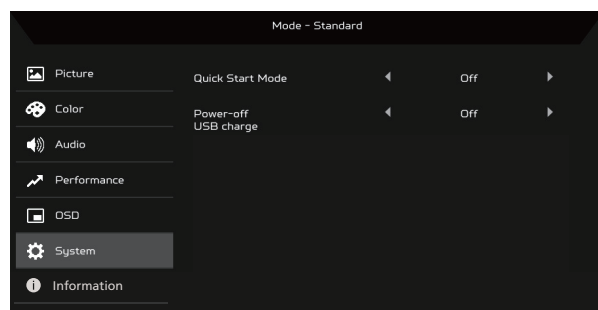 Mode - Standard
Picture
Color
Audio
Performance
OSD
System
Information
Quick Start Mode
Off
Power-off
USB charge
Off